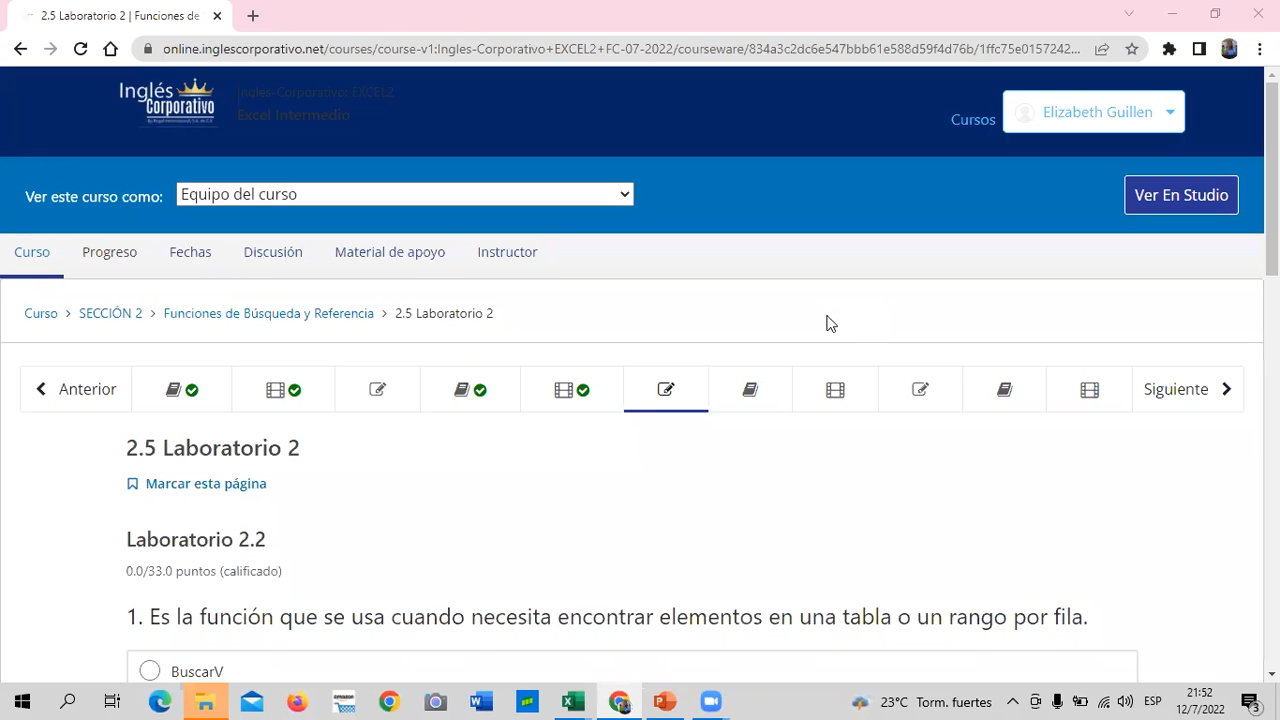 2.5 Laboratorio 2 | Funciones de
online.inglescorporativo.net/courses/course-v1:Ingles-Corporativo+EXCEL2+FC-07-2022/courseware/834a3c2dc6e547bbb61e588d59f4d76b/1ffc75e0157242...
Inglés
Corporativo
Ingles-Corporativo: EXCEL2
Excel Intermedio
Cursos
Elizabeth Guillen
Ver este curso como:
Equipo del curso
Ver En Studio
Curso
Progreso
Fechas
Discusión
Material de apoyo
Instructor
Curso > SECCIÓN 2 > Funciones de Búsqueda y Referencia > 2.5 Laboratorio 2
Anterior
Siguiente
2.5 Laboratorio 2
Marcar esta página
Laboratorio 2.2
0.0/33.0 puntos (calificado)
1. Es la función que se usa cuando necesita encontrar elementos en una tabla o un rango por fila.
BuscarV
23°C Torm. fuertes
ESP
21:52
12/7/2022
3